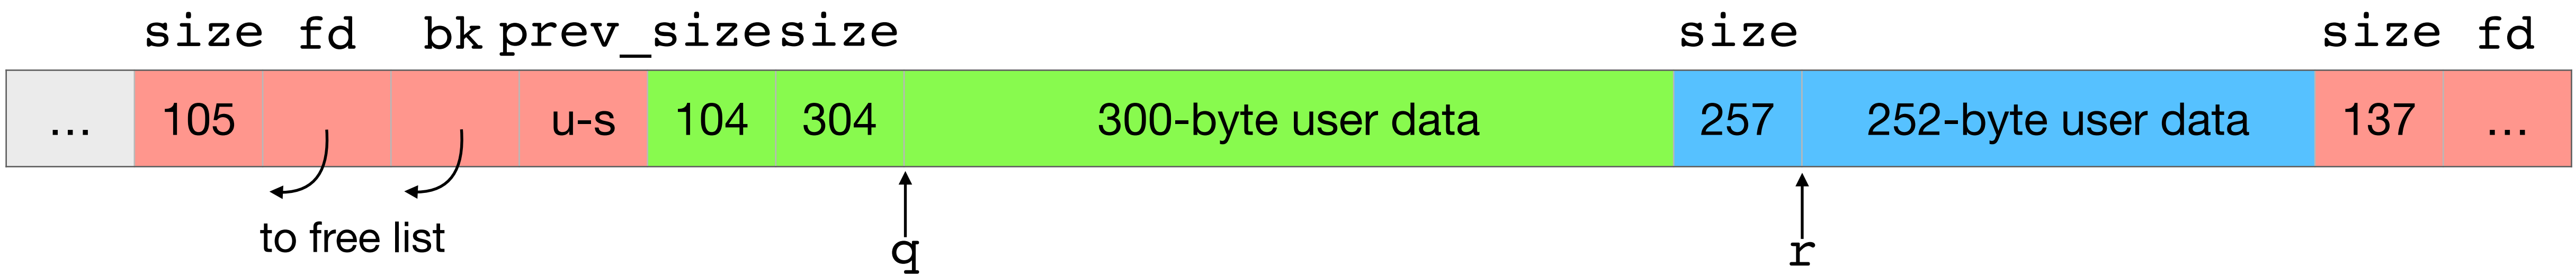 size fd bk prev_size size size size fd
... 105 u-s 104 304 300-byte user data 257 252-byte user data 137 ...
to free list
q r